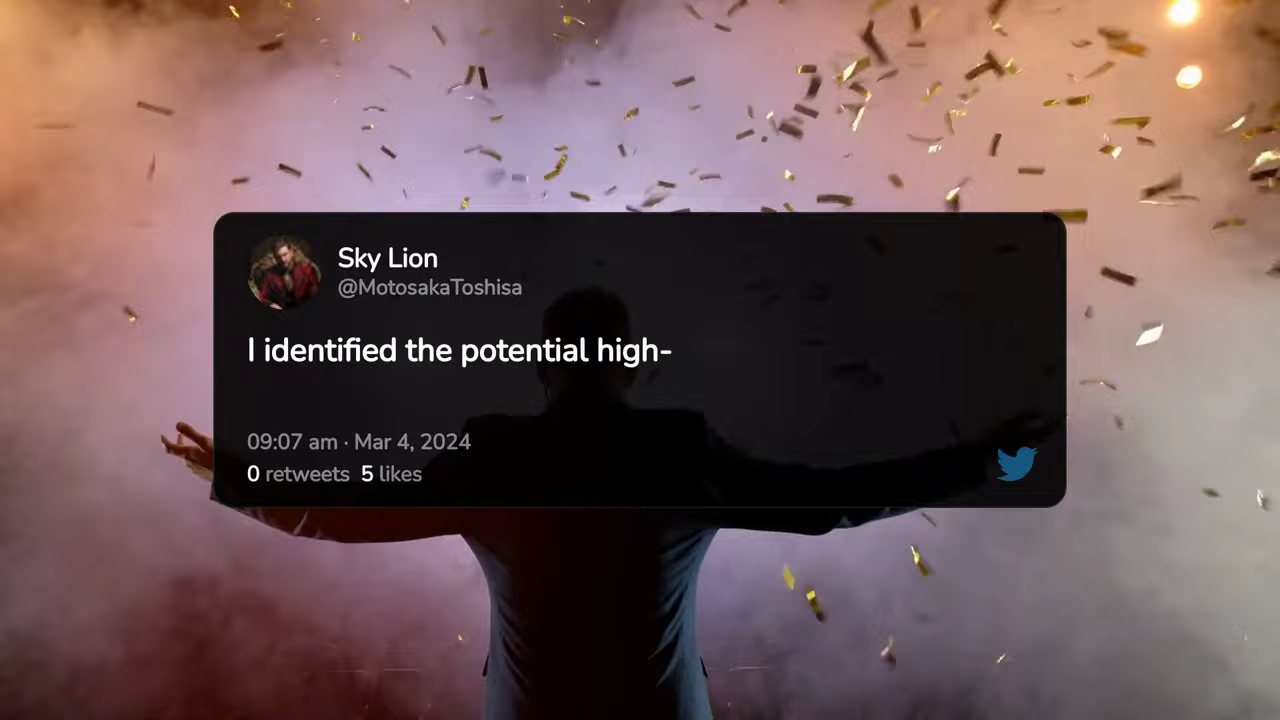 Sky Lion
@MotosakaToshisa
I identified the potential high-
09:07 am · Mar 4, 2024
0 retweets 5 likes